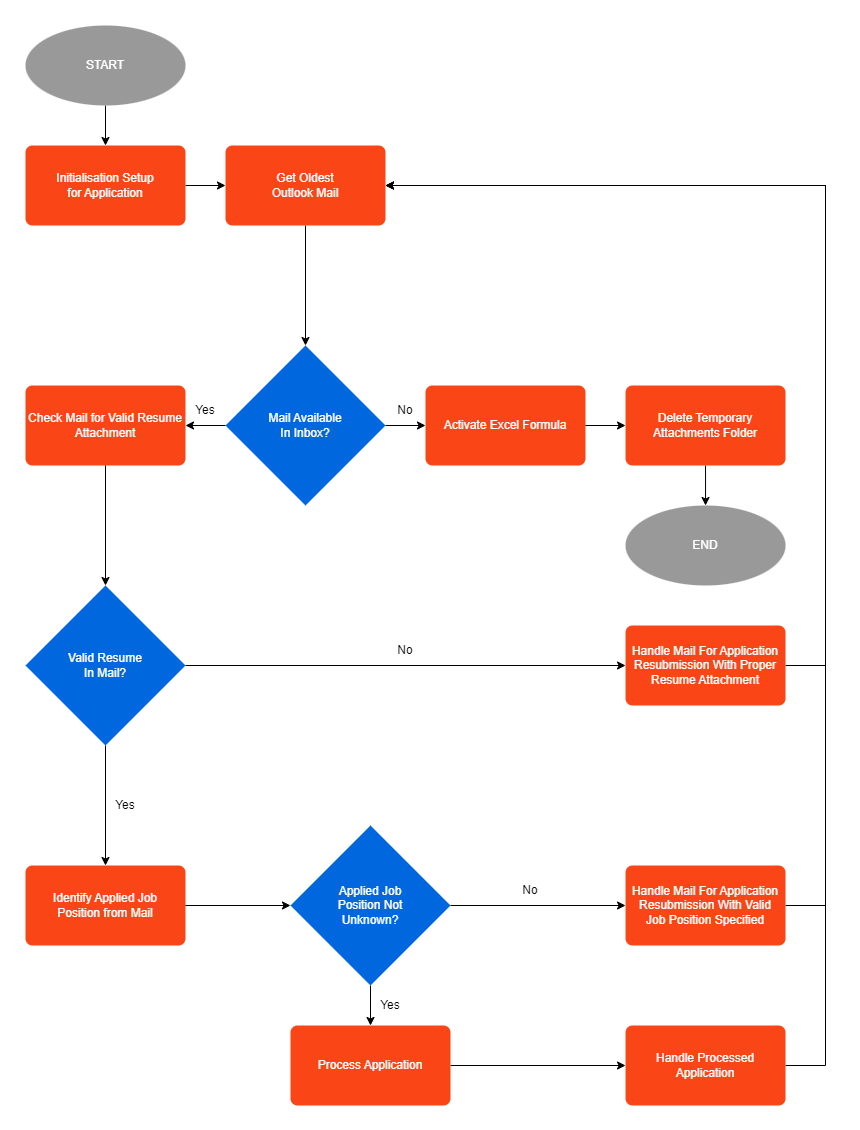 START
Initialisation Setup
for Application
Get Oldest
Outlook Mail
Check Mail for Valid Resume
Attachment
Yes
Mail Available
In Inbox?
No
Activate Excel Formula
Delete Temporary
Attachments Folder
END
Valid Resume
In Mail?
No
Handle Mail For Application
Resubmission With Proper
Resume Attachment
Yes
Identify Applied Job
Position from Mail
Applied Job
Position Not
Unknown?
No
Handle Mail For Application
Resubmission With Valid
Job Position Specified
Yes
Process Application
Handle Processed
Application